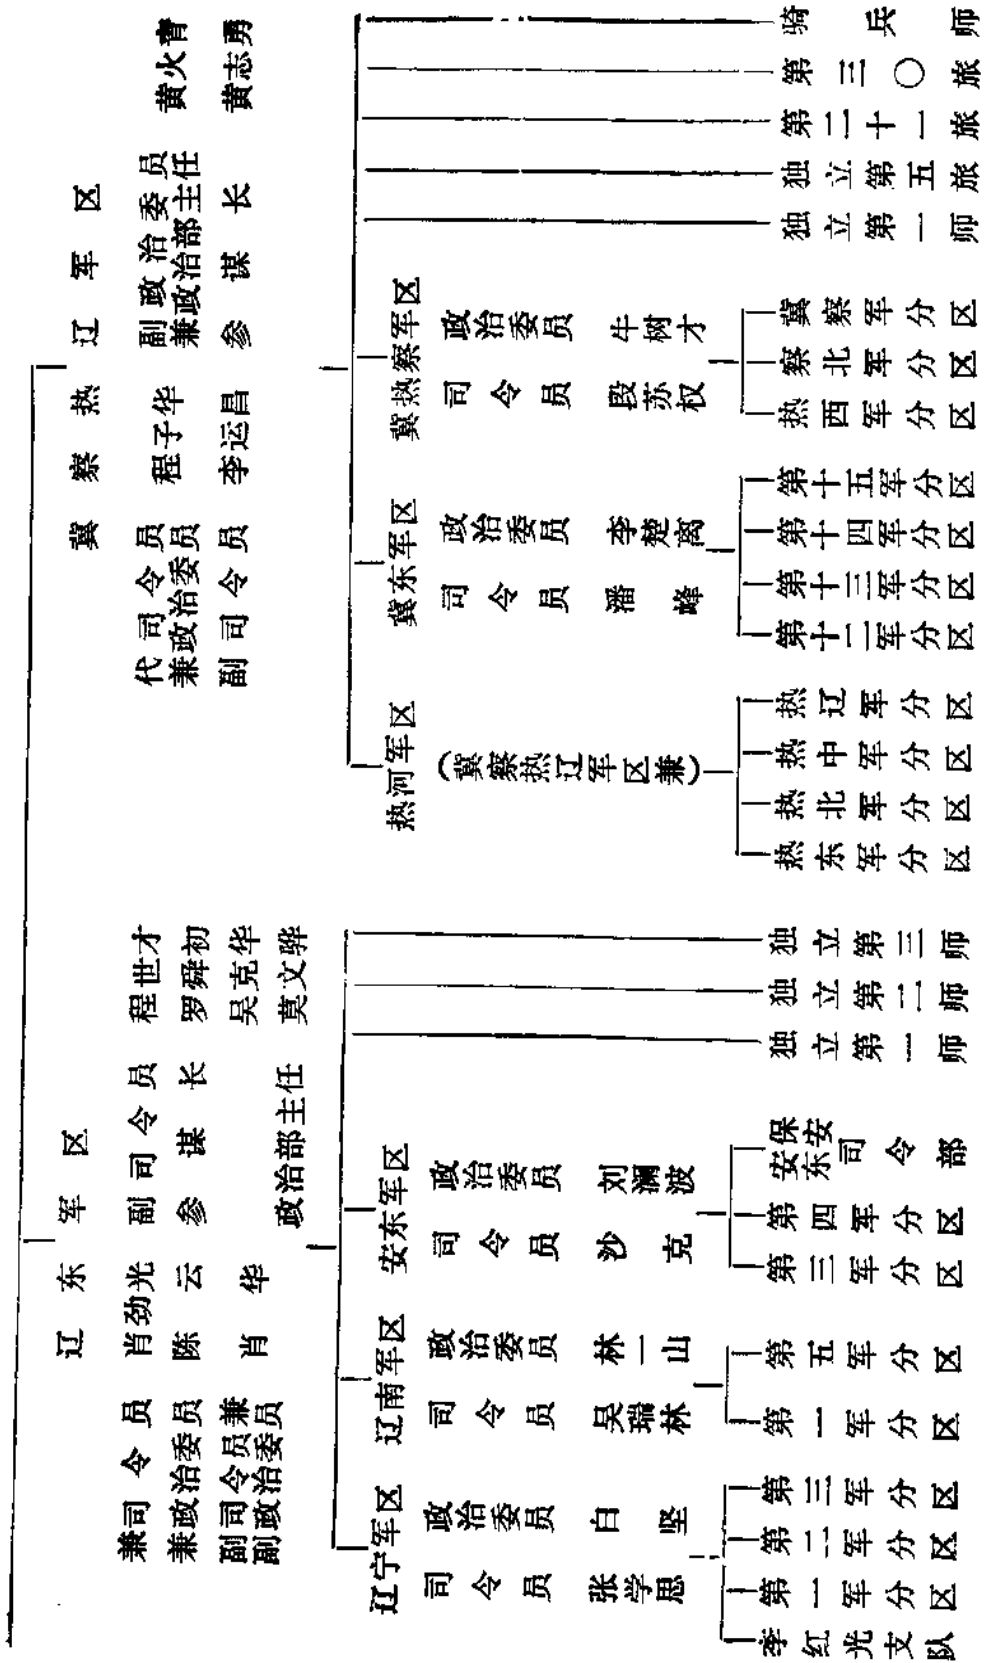 辽东军区
兼司令员 肖劲光 副司令员 程世才
兼政治委员 陈云 参谋长 罗舜初
副司令员兼副政治委员 肖华 吴克华
政治部主任 莫文骅
辽宁军区
司令员 张学思
政治委员 白坚
李红光支队
第一军分区
第二军分区
第三军分区
辽南军区
司令员 吴瑞林
政治委员 林一山
第一军分区
第五军分区
安东军区
司令员 沙克
政治委员 刘澜波
第三军分区
第四军分区
安东保安司令部
独立第一师
独立第二师
独立第三师
冀察热辽军区
代司令员兼政治委员 程子华 副政治委员兼政治部主任 黄火青
副司令员 李运昌 参谋长 黄志勇
热河军区
(冀察热辽军区兼)
热东军分区
热北军分区
热中军分区
热辽军分区
冀东军区
司令员 潘峰
政治委员 李楚离
第十二军分区
第十三军分区
第十四军分区
第十五军分区
冀热察军区
司令员 段苏权
政治委员 牛树才
热西军分区
察北军分区
冀察军分区
独立第一师
独立第五旅
第二十一旅
第三〇旅
骑兵师